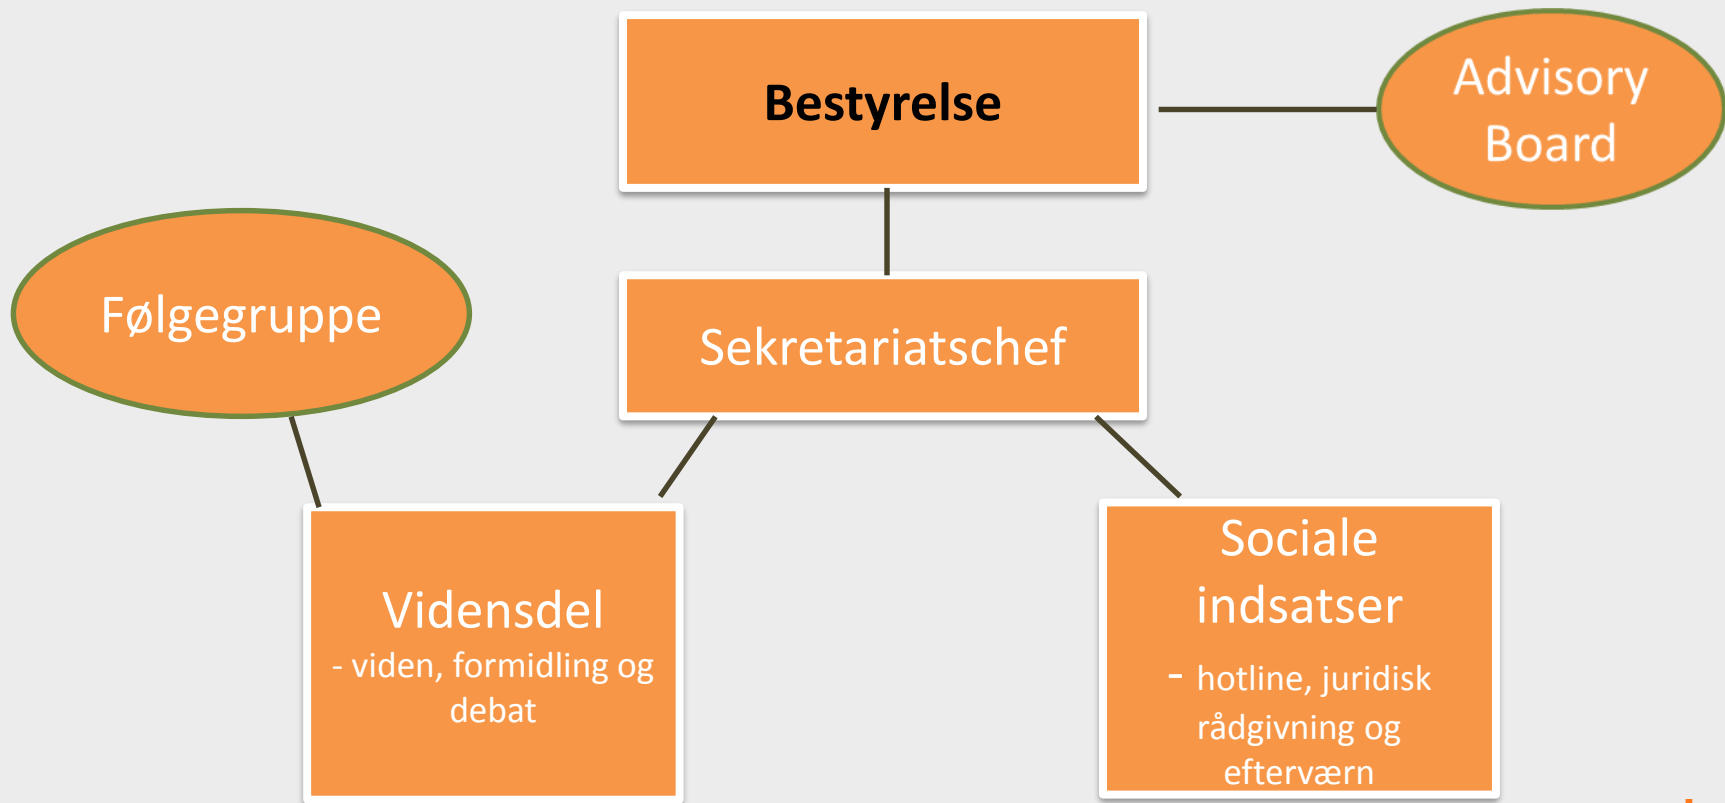 Bestyrelse
Advisory
Board
Følgegruppe
Sekretariatschef
Vidensdel
- viden, formidling og
debat
Sociale
indsatser
- hotline, juridisk
rådgivning og
efterværn